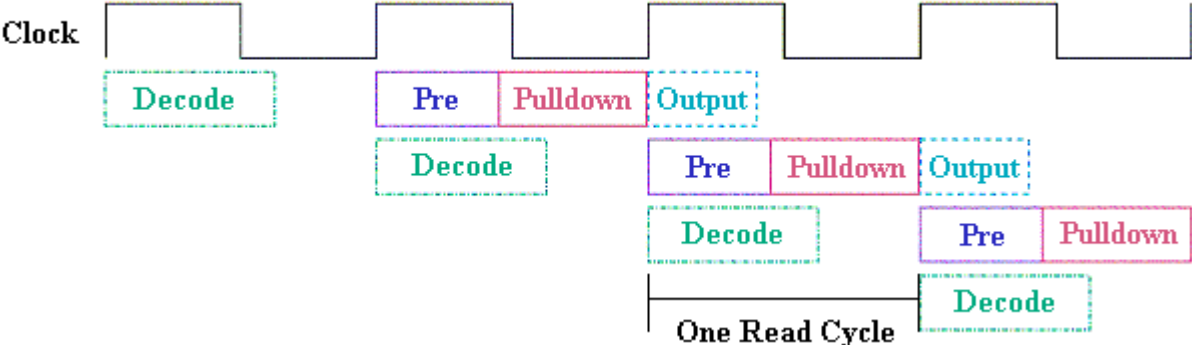 Clock
Decode Pre Pulldown Output
Decode Pre Pulldown Output
Decode Pre Pulldown
Decode
One Read Cycle